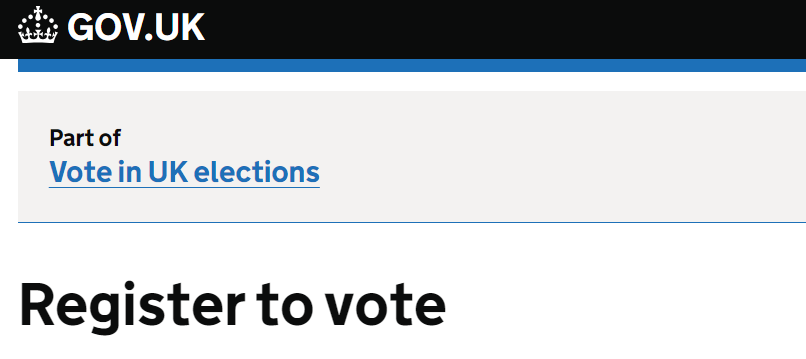 GOV.UK
Part of
Vote in UK elections
Register to vote